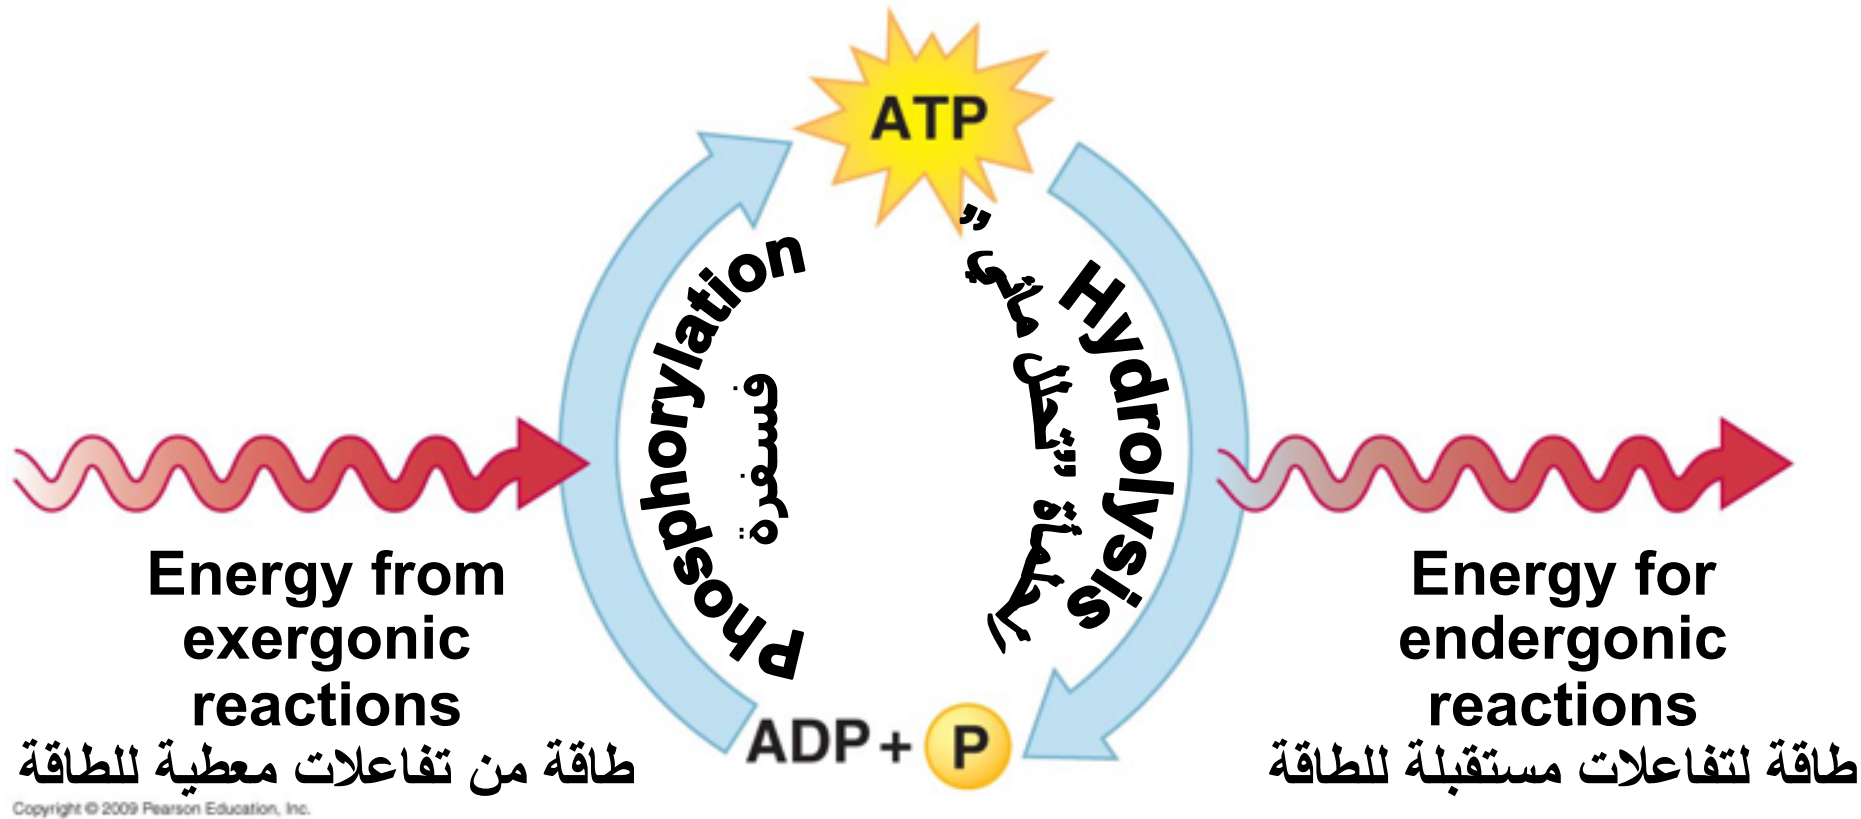 ATP
Phosphorylation
فسفرة
Hydrolysis
"تحلل مائي"
Energy from
exergonic
reactions
طاقة من تفاعلات معطية للطاقة
ADP + P
Energy for
endergonic
reactions
طاقة لتفاعلات مستقبلة للطاقة
Copyright © 2009 Pearson Education, Inc.